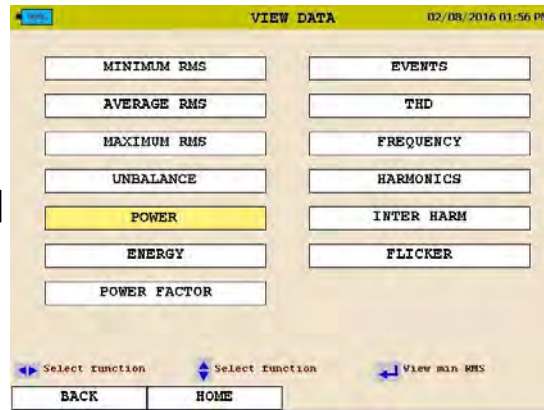 VIEW DATA 02/08/2016 01:56 PM
MINIMUM RMS
AVERAGE RMS
MAXIMUM RMS
UNBALANCE
POWER
ENERGY
POWER FACTOR
EVENTS
THD
FREQUENCY
HARMONICS
INTER HARM
FLICKER
Select function Select function View min RMS
BACK HOME